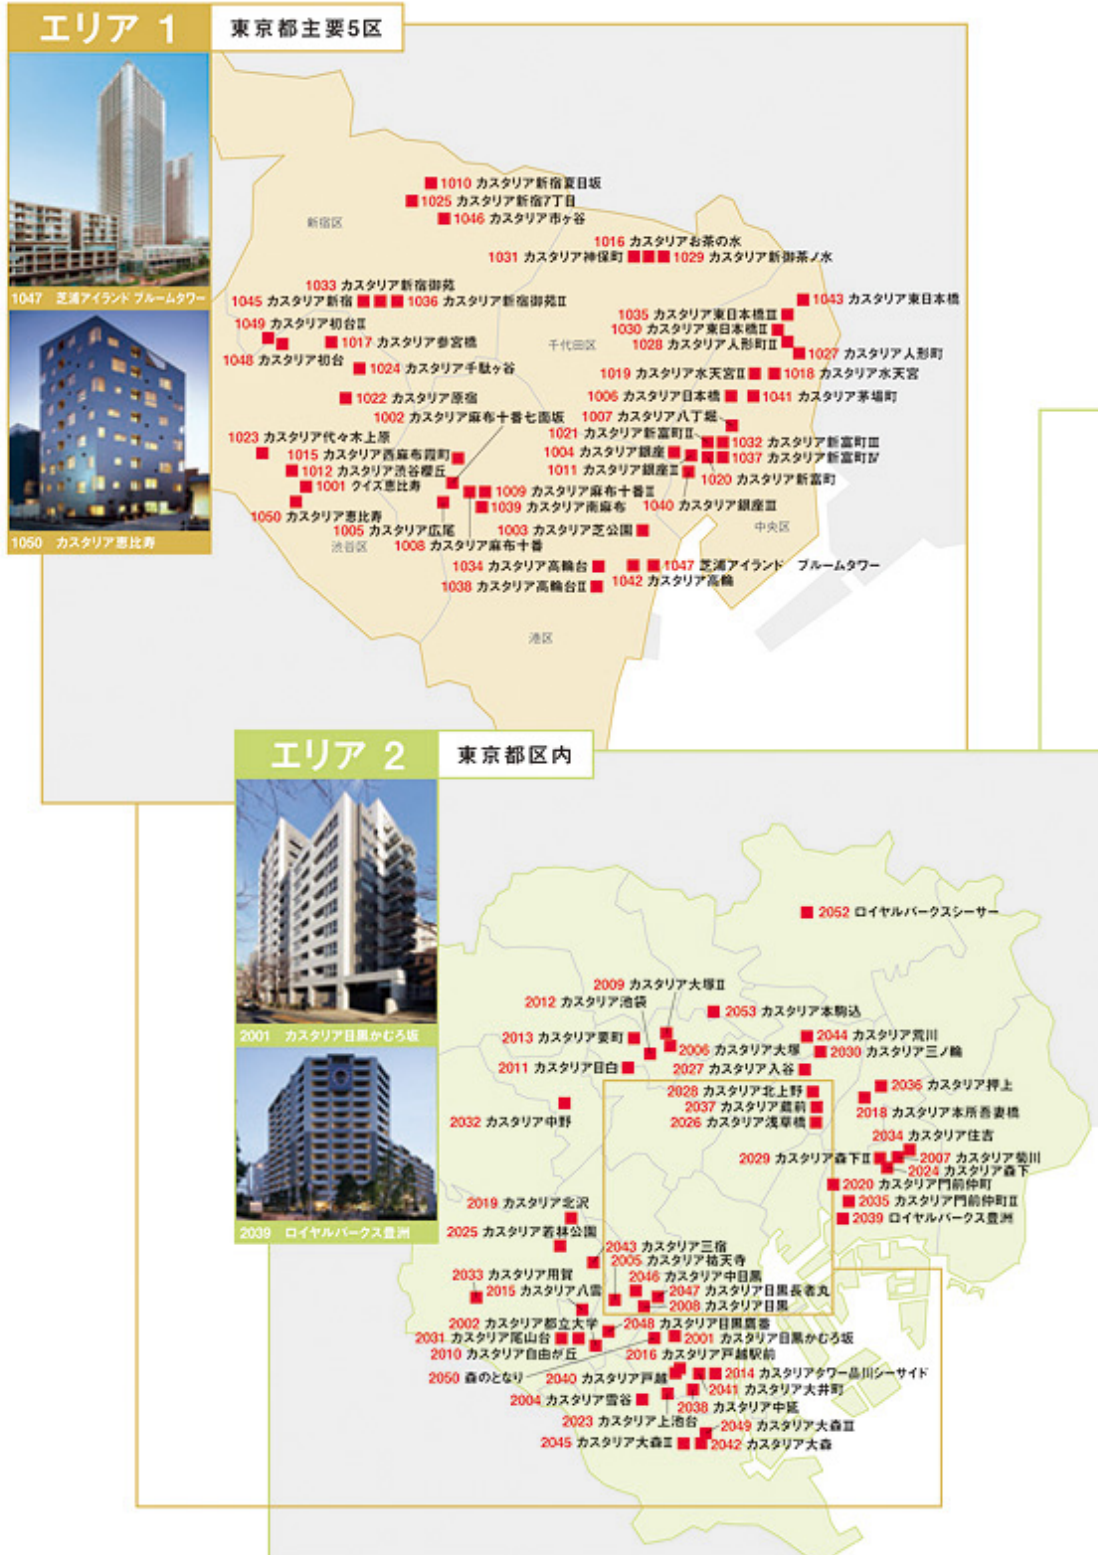 エリア 1
東京都主要5区
1047 芝浦アイランド ブルームタワー
1050 カスタリア恵比寿
1010 カスタリア新宿夏目坂
1025 カスタリア新宿7丁目
新宿区
1046 カスタリア市ヶ谷
1016 カスタリアお茶の水
1031 カスタリア神保町
1029 カスタリア新御茶ノ水
1033 カスタリア新宿御苑
1045 カスタリア新宿
1036 カスタリア新宿御苑Ⅱ
1043 カスタリア東日本橋
1035 カスタリア東日本橋Ⅲ
1049 カスタリア初台Ⅱ
1030 カスタリア東日本橋Ⅱ
1017 カスタリア参宮橋
千代田区
1028 カスタリア人形町Ⅱ
1048 カスタリア初台
1027 カスタリア人形町
1024 カスタリア千駄ヶ谷
1019 カスタリア水天宮Ⅱ
1018 カスタリア水天宮
1022 カスタリア原宿
1006 カスタリア日本橋
1041 カスタリア茅場町
1002 カスタリア麻布十番七面坂
1007 カスタリア八丁堀
1023 カスタリア代々木上原
1021 カスタリア新富町Ⅱ
1032 カスタリア新富町Ⅲ
1015 カスタリア西麻布霞町
1004 カスタリア銀座
1037 カスタリア新富町Ⅳ
1012 カスタリア渋谷櫻丘
1011 カスタリア銀座Ⅱ
1020 カスタリア新富町
1001 クイズ恵比寿
1009 カスタリア麻布十番Ⅱ
1039 カスタリア南麻布
1040 カスタリア銀座Ⅲ
1050 カスタリア恵比寿
1005 カスタリア広尾
1003 カスタリア芝公園
中央区
渋谷区
1008 カスタリア麻布十番
1034 カスタリア高輪台
1047 芝浦アイランド ブルームタワー
1042 カスタリア高輪
1038 カスタリア高輪台Ⅱ
港区
エリア 2
東京都区内
2001 カスタリア目黒かむろ坂
2039 ロイヤルパークス豊洲
2052 ロイヤルパークスシーサー
2009 カスタリア大塚Ⅱ
2012 カスタリア池袋
2053 カスタリア本駒込
2013 カスタリア要町
2044 カスタリア荒川
2006 カスタリア大塚
2030 カスタリア三ノ輪
2011 カスタリア目白
2027 カスタリア入谷
2028 カスタリア北上野
2036 カスタリア押上
2037 カスタリア蔵前
2018 カスタリア本所吾妻橋
2032 カスタリア中野
2026 カスタリア浅草橋
2034 カスタリア住吉
2029 カスタリア森下Ⅱ
2007 カスタリア菊川
2024 カスタリア森下
2020 カスタリア門前仲町
2019 カスタリア北沢
2035 カスタリア門前仲町Ⅱ
2039 ロイヤルパークス豊洲
2025 カスタリア若林公園
2043 カスタリア三宿
2005 カスタリア祐天寺
2033 カスタリア用賀
2046 カスタリア中目黒
2015 カスタリア八雲
2047 カスタリア目黒長者丸
2008 カスタリア目黒
2002 カスタリア都立大学
2048 カスタリア目黒鷹番
2031 カスタリア尾山台
2001 カスタリア目黒かむろ坂
2010 カスタリア自由が丘
2016 カスタリア戸越駅前
2050 森のとなり
2040 カスタリア戸越
2014 カスタリアタワー品川シーサイド
2041 カスタリア大井町
2004 カスタリア雪谷
2038 カスタリア中延
2023 カスタリア上池台
2049 カスタリア大森Ⅲ
2045 カスタリア大森Ⅱ
2042 カスタリア大森